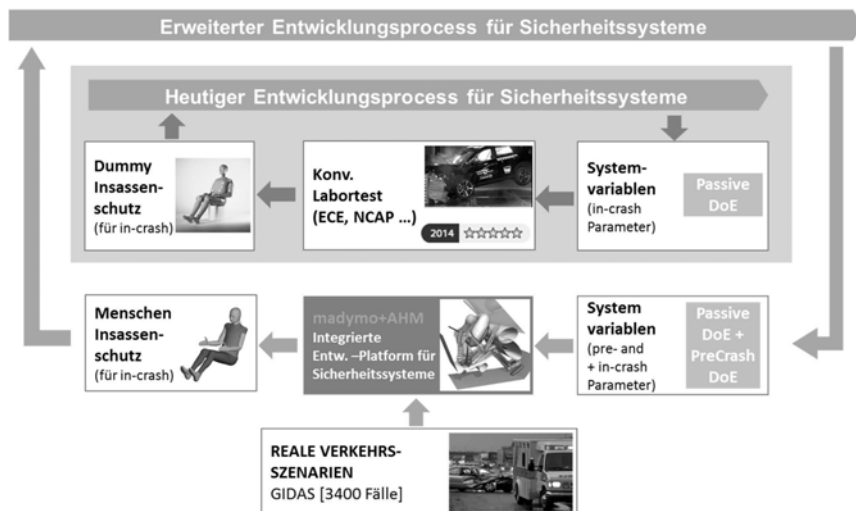 Erweiterter Entwicklungsprocess für Sicherheitssysteme
Heutiger Entwicklungsprocess für Sicherheitssysteme
Dummy
Insassen-
schutz
(für in-crash)
Konv.
Labortest
(ECE, NCAP ...)
2014
System-
variablen
(in-crash
Parameter)
Passive
DoE
Menschen
Insassen-
schutz
(für in-crash)
madymo+AHM
Integrierte
Entw. –Platform für
Sicherheitssysteme
System
variablen
(pre- and
+ in-crash
Parameter)
Passive
DoE +
PreCrash
DoE
REALE VERKEHRS-
SZENARIEN
GIDAS [3400 Fälle]